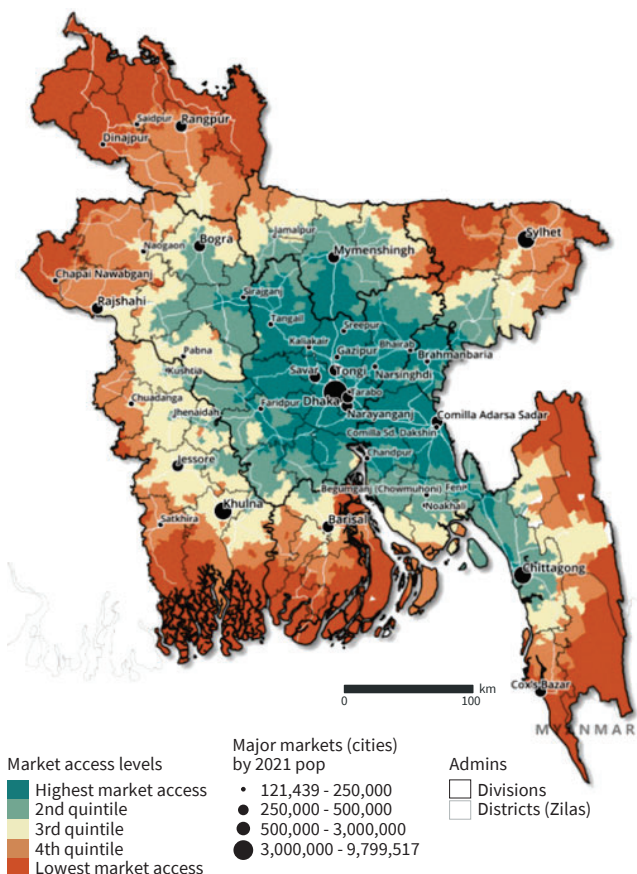 Saidpur
Rangpur
Dinajpur
Sylhet
Jamalpur
Naogaon
Bogra
Mymenshingh
Chapai Nawabganj
Rajshahi
Sirajganj
Tangail
Sreepur
Kaliakair
Bhairab
Gazipur
Brahmanbaria
Pabna
Kushtia
Savar
Tongi
Narsinghdi
Chuadanga
Tarabo
Dhaka
Faridpur
Jhenaidah
Narayanganj
Comilla Adarsa Sadar
Comilla Sd. Dakshin
Chandpur
Jessore
Begumganj (Chowmuhoni)
Feni
Noakhali
Khulna
Satkhira
Barisal
Chittagong
Cox's Bazar
km
0
100
MYANMAR
Market access levels
Highest market access
2nd quintile
3rd quintile
4th quintile
Lowest market access
Major markets (cities)
by 2021 pop
121,439 - 250,000
250,000 - 500,000
500,000 - 3,000,000
3,000,000 - 9,799,517
Admins
Divisions
Districts (Zilas)